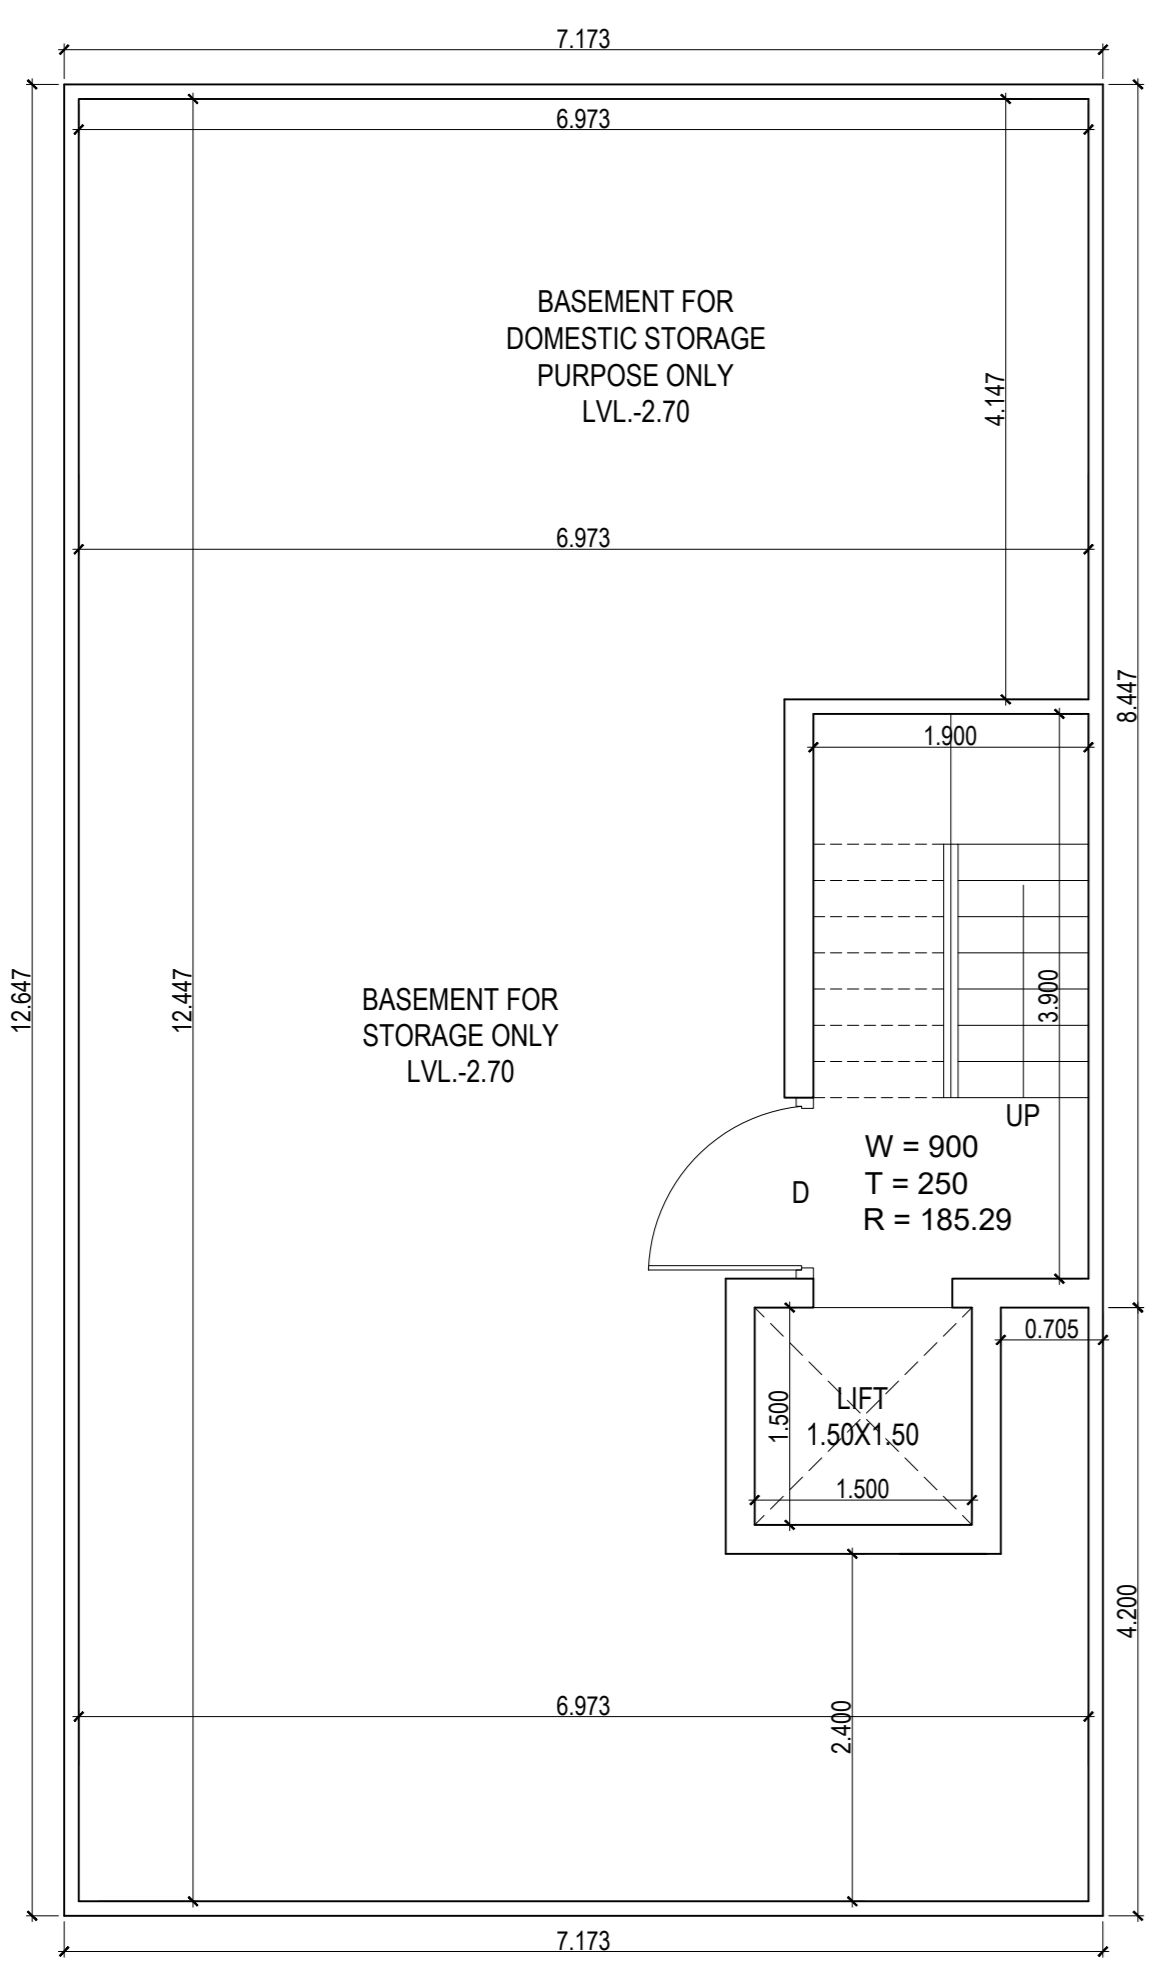 7.173
6.973
BASEMENT FOR
DOMESTIC STORAGE
PURPOSE ONLY
LVL.-2.70
4.147
6.973
8.447
1.900
12.647
12.447
BASEMENT FOR
STORAGE ONLY
LVL.-2.70
3.900
UP
W = 900
T = 250
R = 185.29
D
0.705
LIFT
1.50X1.50
1.500
1.500
4.200
6.973
2.400
7.173